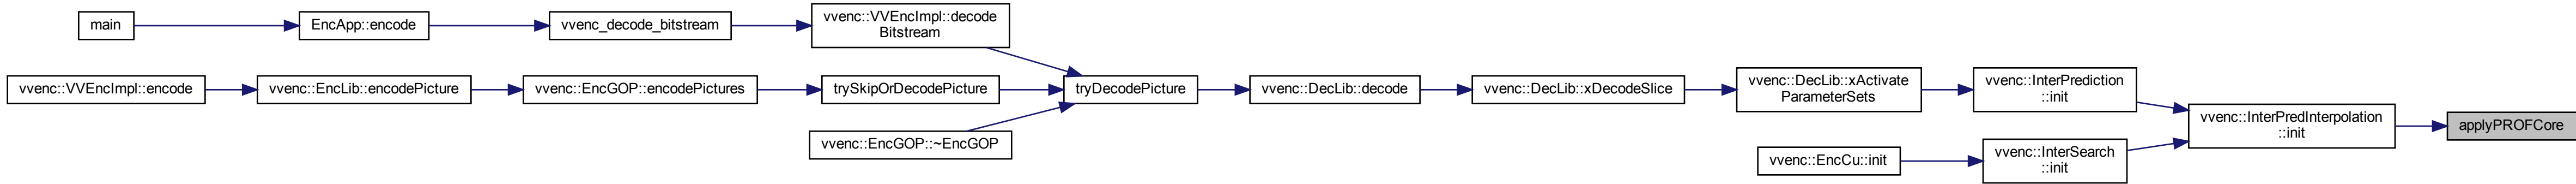 main
EncApp::encode
vvenc_decode_bitstream
vvenc::VVEncImpl::decode
Bitstream
vvenc::VVEncImpl::encode
vvenc::EncLib::encodePicture
vvenc::EncGOP::encodePictures
trySkipOrDecodePicture
vvenc::EncGOP::~EncGOP
tryDecodePicture
vvenc::DecLib::decode
vvenc::DecLib::xDecodeSlice
vvenc::DecLib::xActivate
ParameterSets
vvenc::InterPrediction
::init
vvenc::EncCu::init
vvenc::InterSearch
::init
vvenc::InterPredInterpolation
::init
applyPROFCore